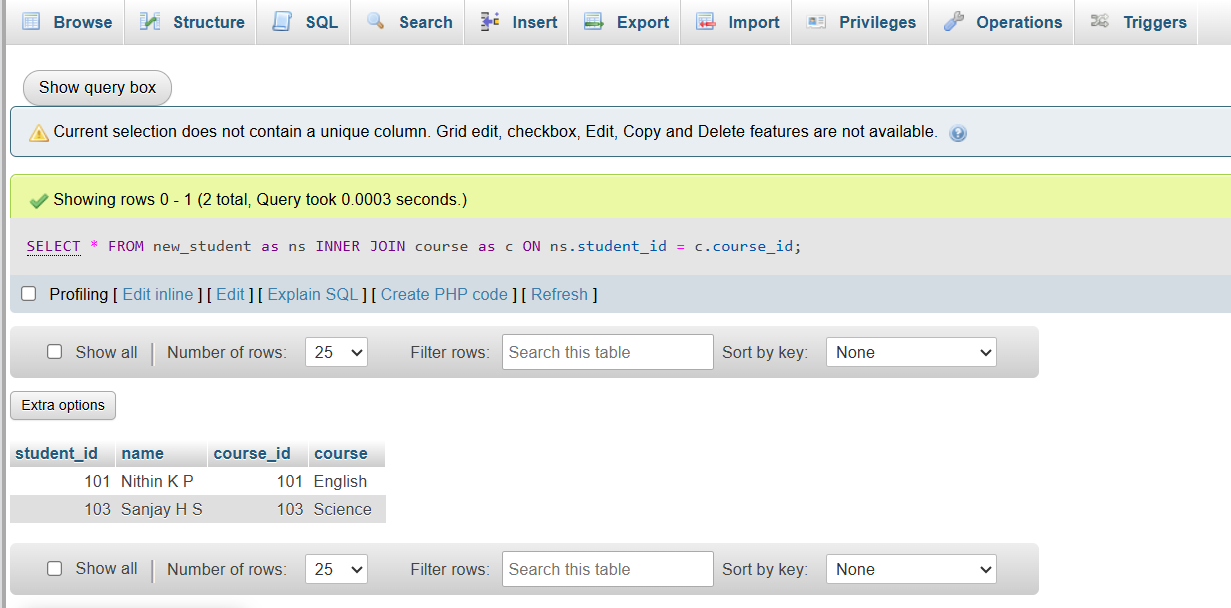 Browse Structure SQL Search Insert Export Import Privileges Operations Triggers
Show query box
Current selection does not contain a unique column. Grid edit, checkbox, Edit, Copy and Delete features are not available.
Showing rows 0 - 1 (2 total, Query took 0.0003 seconds.)
SELECT * FROM new_student as ns INNER JOIN course as c ON ns.student_id = c.course_id;
Profiling [ Edit inline ] [ Edit ] [ Explain SQL ] [ Create PHP code ] [ Refresh ]
Show all | Number of rows: 25 Filter rows: Search this table Sort by key: None
Extra options
student_id name course_id course
101 Nithin K P 101 English
103 Sanjay H S 103 Science
Show all | Number of rows: 25 Filter rows: Search this table Sort by key: None